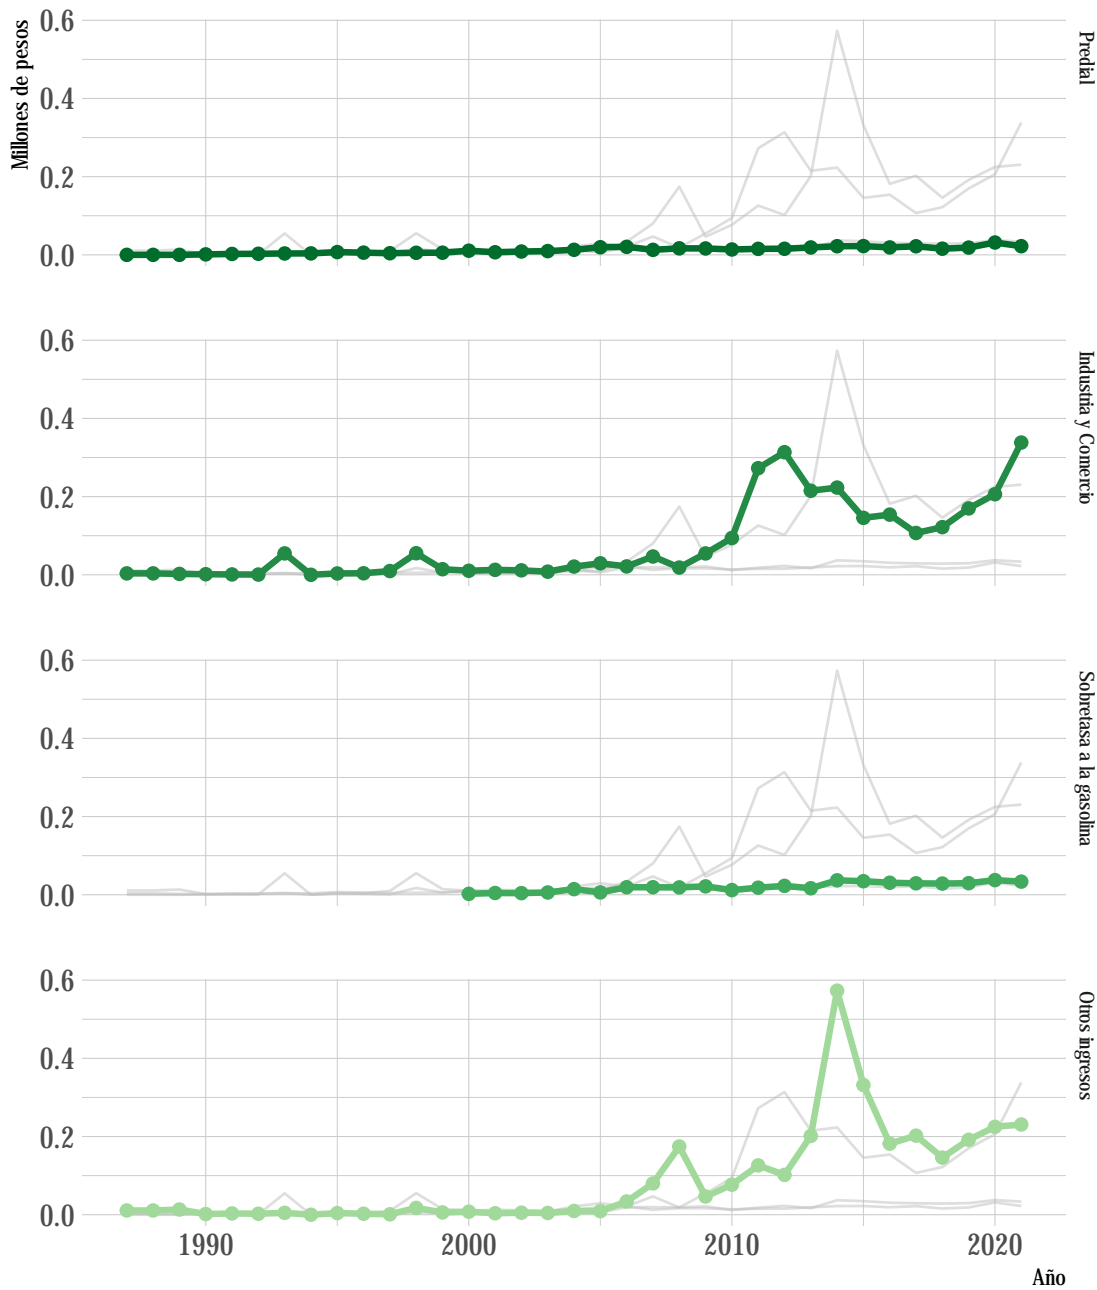 Millones de pesos
0.6
0.4
0.2
0.0
Predial
0.6
0.4
0.2
0.0
Industria y Comercio
0.6
0.4
0.2
0.0
Sobretasa a la gasolina
0.6
0.4
0.2
0.0
Otros ingresos
1990 2000 2010 2020
Año